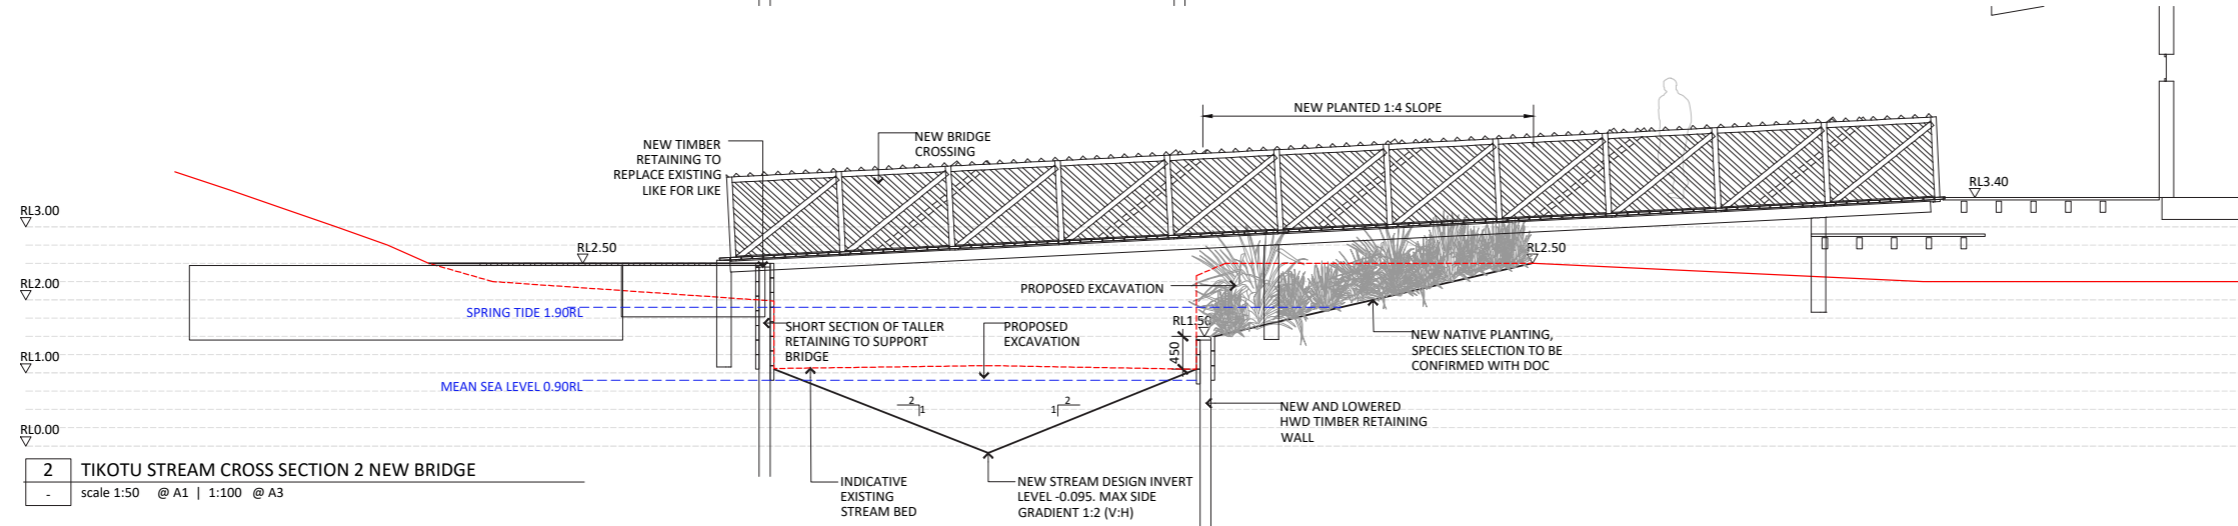 NEW PLANTED 1:4 SLOPE
NEW TIMBER
RETAINING TO
REPLACE EXISTING
LIKE FOR LIKE
NEW BRIDGE
CROSSING
RL3.40
RL3.00
RL2.50
RL2.50
RL2.00
PROPOSED EXCAVATION
SPRING TIDE 1.90RL
SHORT SECTION OF TALLER
RETAINING TO SUPPORT
BRIDGE
PROPOSED
EXCAVATION
RL1.50
450
NEW NATIVE PLANTING,
SPECIES SELECTION TO BE
CONFIRMED WITH DOC
RL1.00
MEAN SEA LEVEL 0.90RL
2
1
2
1
NEW AND LOWERED
HWD TIMBER RETAINING
WALL
RL0.00
2 TIKOTU STREAM CROSS SECTION 2 NEW BRIDGE
- scale 1:50 @ A1 | 1:100 @ A3
INDICATIVE
EXISTING
STREAM BED
NEW STREAM DESIGN INVERT
LEVEL -0.095. MAX SIDE
GRADIENT 1:2 (V:H)